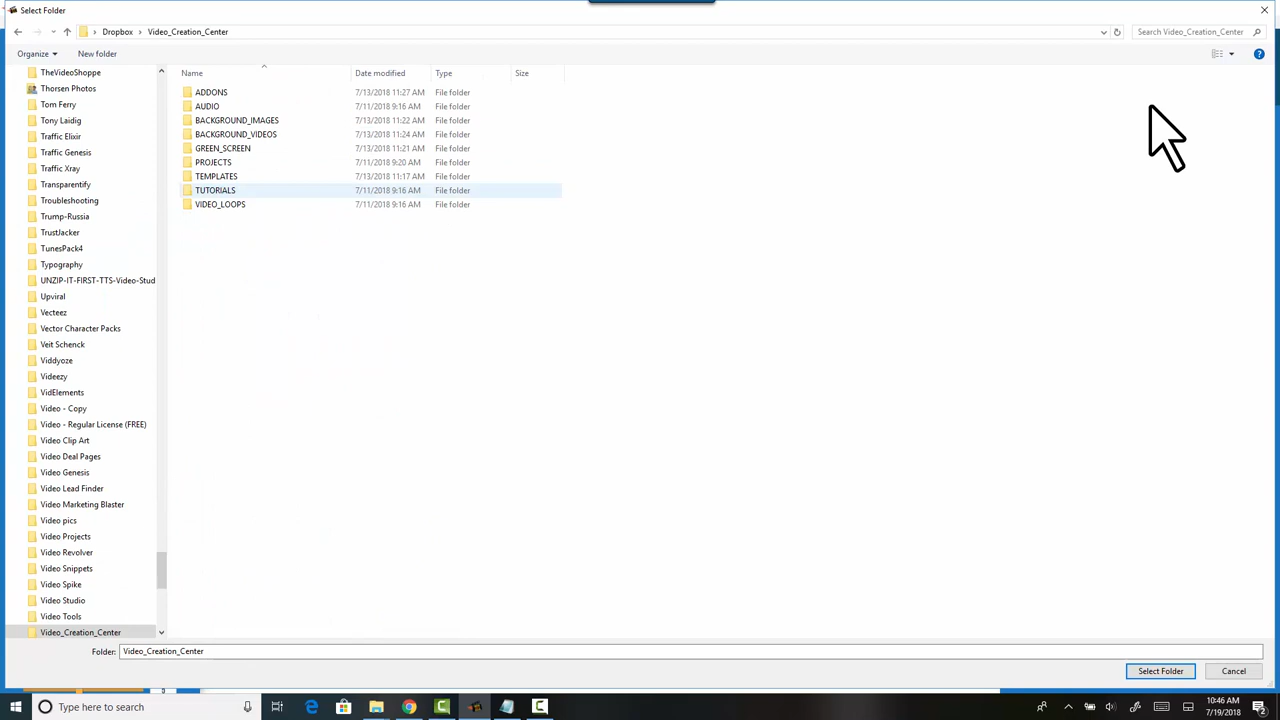 Select Folder
Dropbox Video_Creation_Center
Search Video_Creation_Center
Organize New folder
Name Date modified Type Size
TheVideoShoppe
Thorsen Photos
Tom Ferry
Tony Laidig
Traffic Elixir
Traffic Genesis
Traffic Xray
Transparentify
Troubleshooting
Trump-Russia
TrustJacker
TunesPack4
Typography
UNZIP-IT-FIRST-TTS-Video-Stud
Upviral
Vecteez
Vector Character Packs
Veit Schenck
Viddyoze
Videezy
VidElements
Video - Copy
Video - Regular License (FREE)
Video Clip Art
Video Deal Pages
Video Genesis
Video Lead Finder
Video Marketing Blaster
Video pics
Video Projects
Video Revolver
Video Snippets
Video Spike
Video Studio
Video Tools
Video_Creation_Center
ADDONS 7/13/2018 11:27 AM File folder
AUDIO 7/11/2018 9:16 AM File folder
BACKGROUND_IMAGES 7/13/2018 11:22 AM File folder
BACKGROUND_VIDEOS 7/13/2018 11:24 AM File folder
GREEN_SCREEN 7/13/2018 11:21 AM File folder
PROJECTS 7/11/2018 9:20 AM File folder
TEMPLATES 7/13/2018 11:17 AM File folder
TUTORIALS 7/11/2018 9:16 AM File folder
VIDEO_LOOPS 7/11/2018 9:16 AM File folder
Folder: Video_Creation_Center
Select Folder Cancel
Type here to search
10:46 AM
7/19/2018